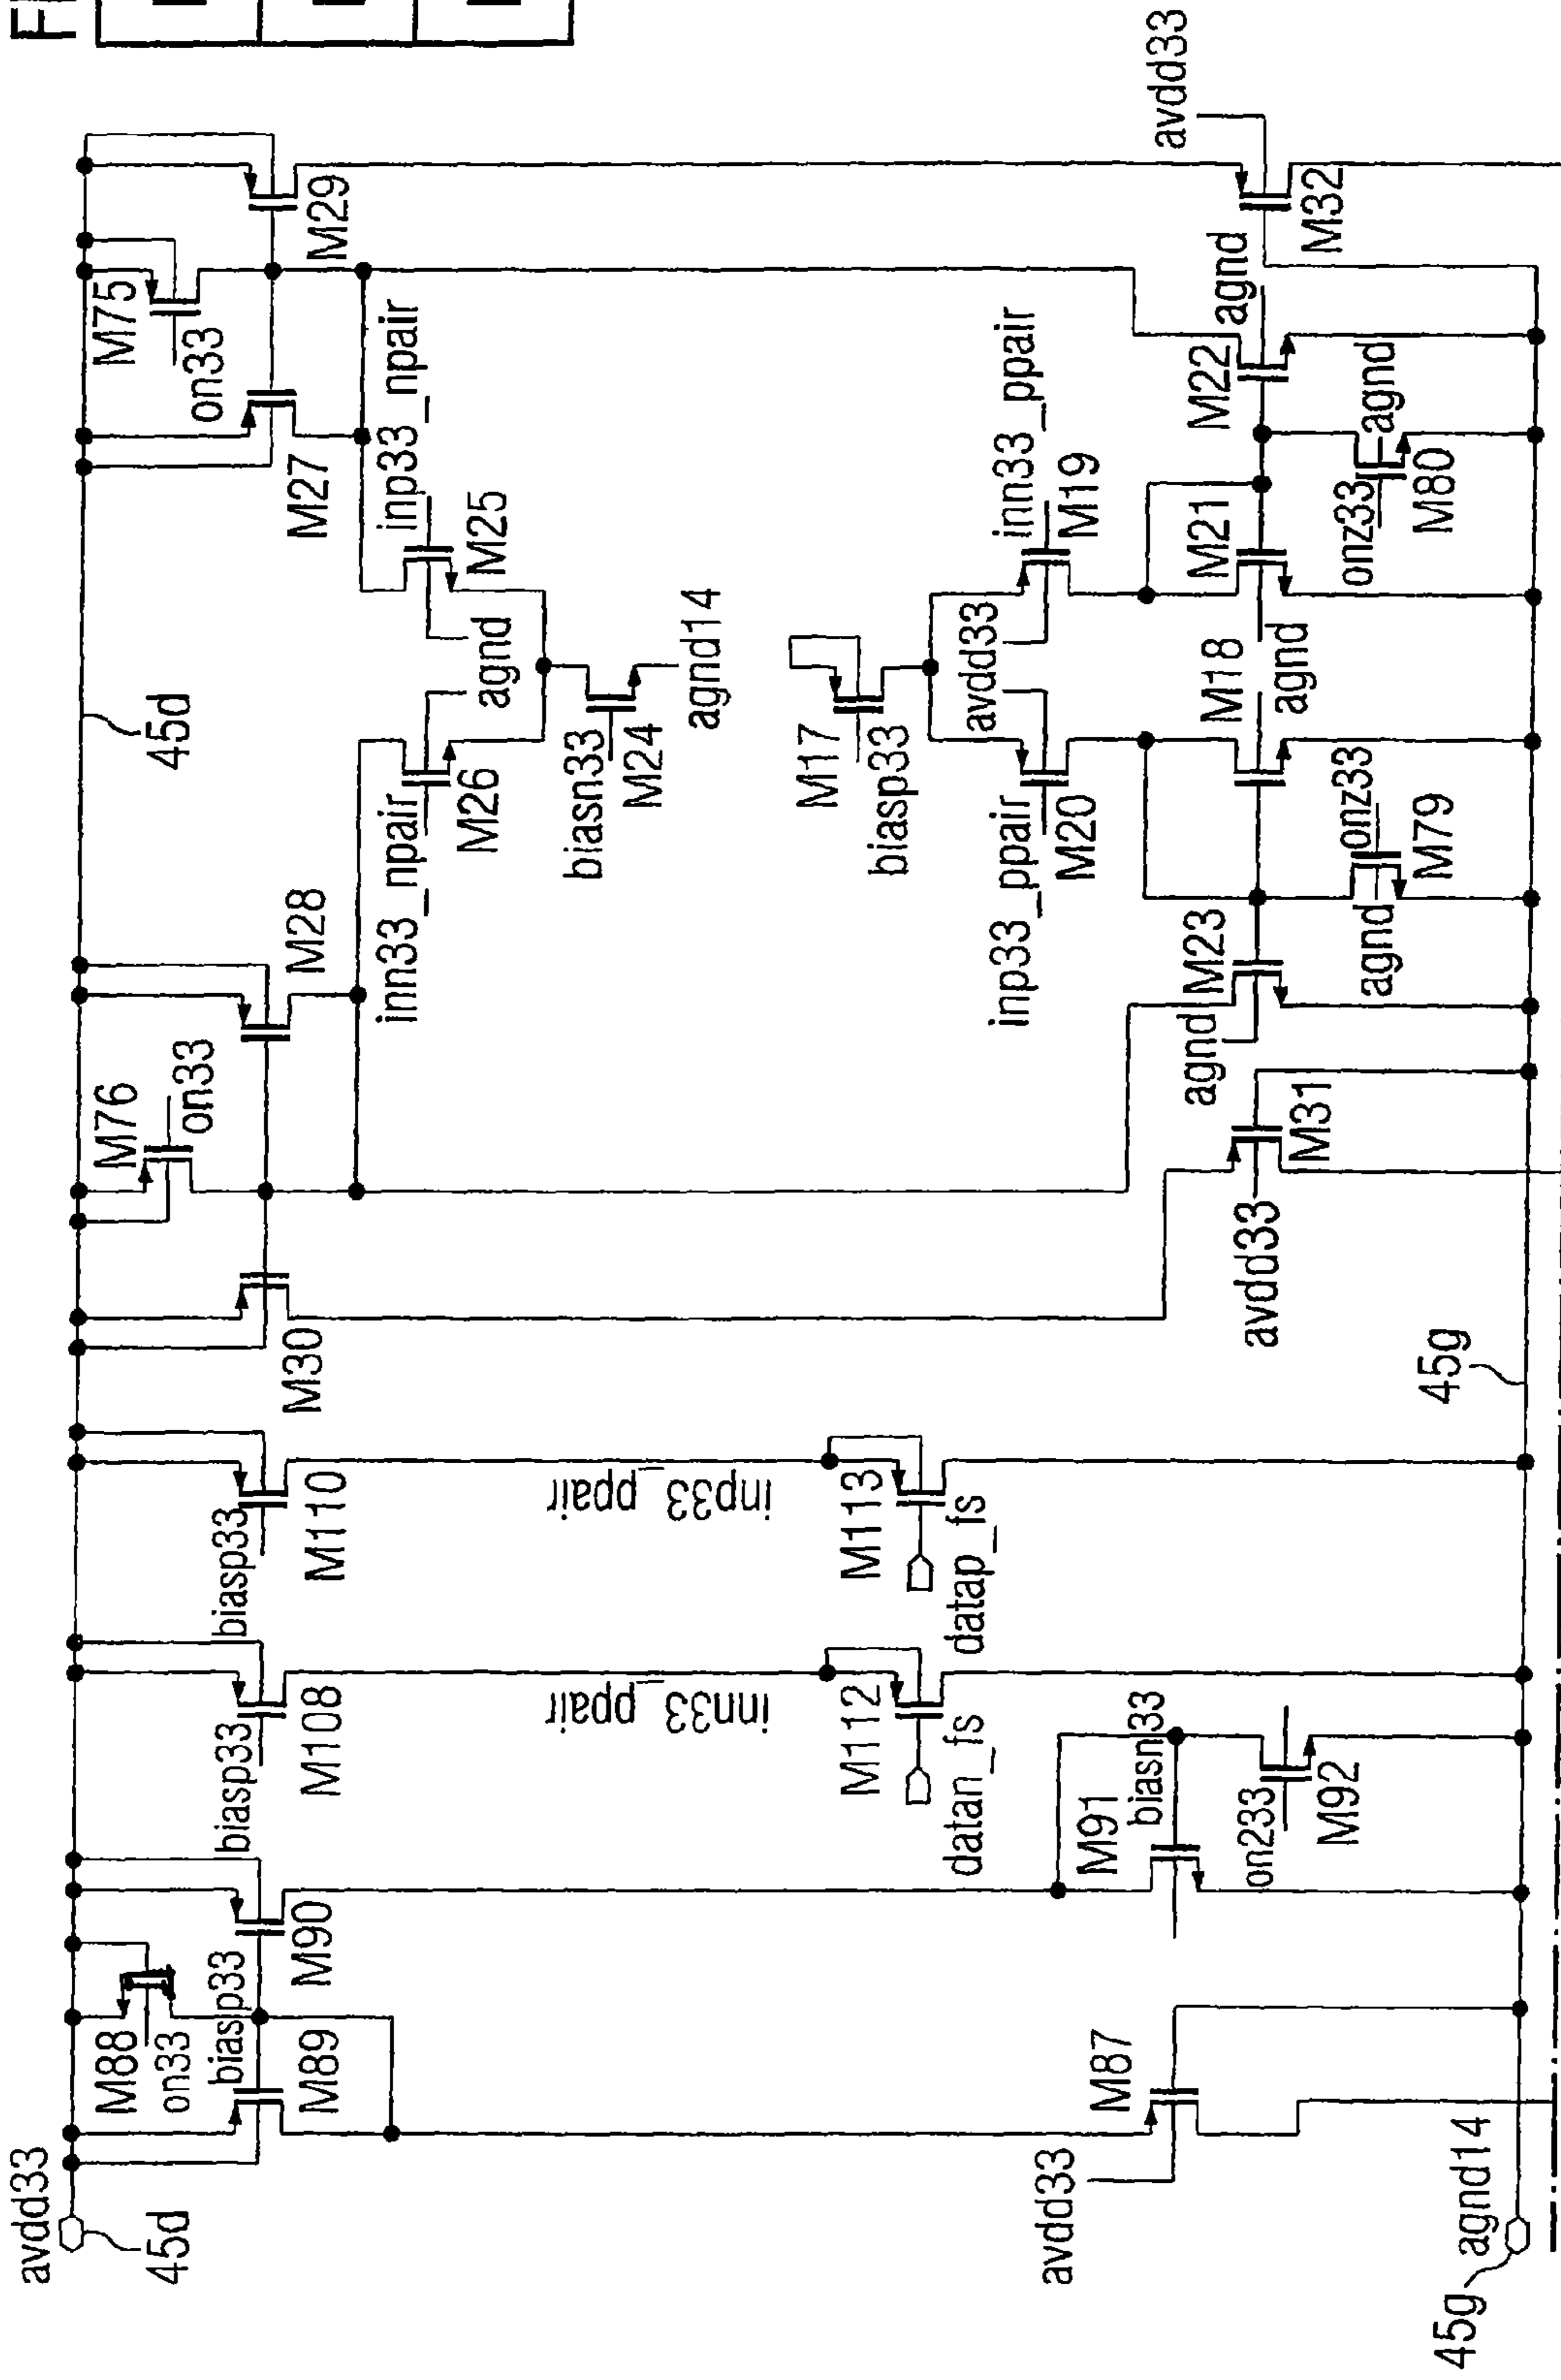 avdd33
45d
M88
on33
M76
on33
M75
on33
45d
biasp33
M89
M90
biasp33
M108
biasp33
M110
M30
M28
M27
M29
inn33_npair
M26
agnd
inp33_npair
M25
biasn33
M24
agnd14
inn33_ppair
inp33_ppair
M17
biasp33
M112
datan_fs
M113
datap_fs
inp33_ppair
M20
avdd33
inn33_ppair
M19
avdd33
M87
M91
biasn33
on233
M92
avdd33
M31
agnd
M23
agnd
onz33
M79
M18
agnd
M21
onz33
M80
agnd
M22
agnd
avdd33
M32
45g
agnd14
45g